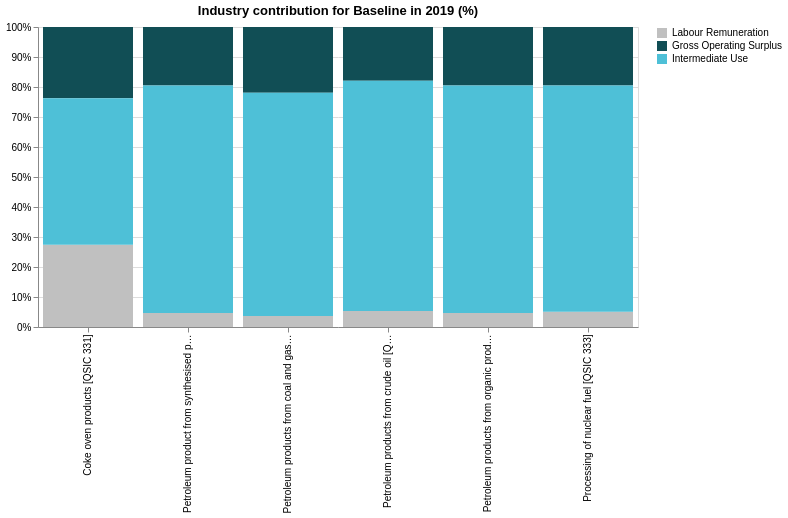 Industry contribution for Baseline in 2019 (%)
100%
90%
80%
70%
60%
50%
40%
30%
20%
10%
0%
Labour Remuneration
Gross Operating Surplus
Intermediate Use
Coke oven products [QSIC 331]
Petroleum product from synthesised p…
Petroleum products from coal and gas…
Petroleum products from crude oil [Q…
Petroleum products from organic prod…
Processing of nuclear fuel [QSIC 333]